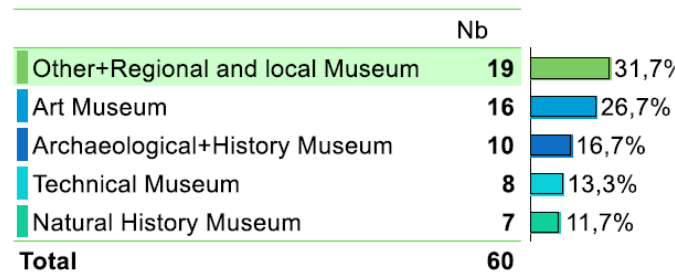 Nb
Other+Regional and local Museum 19 31,7%
Art Museum 16 26,7%
Archaeological+History Museum 10 16,7%
Technical Museum 8 13,3%
Natural History Museum 7 11,7%
Total 60